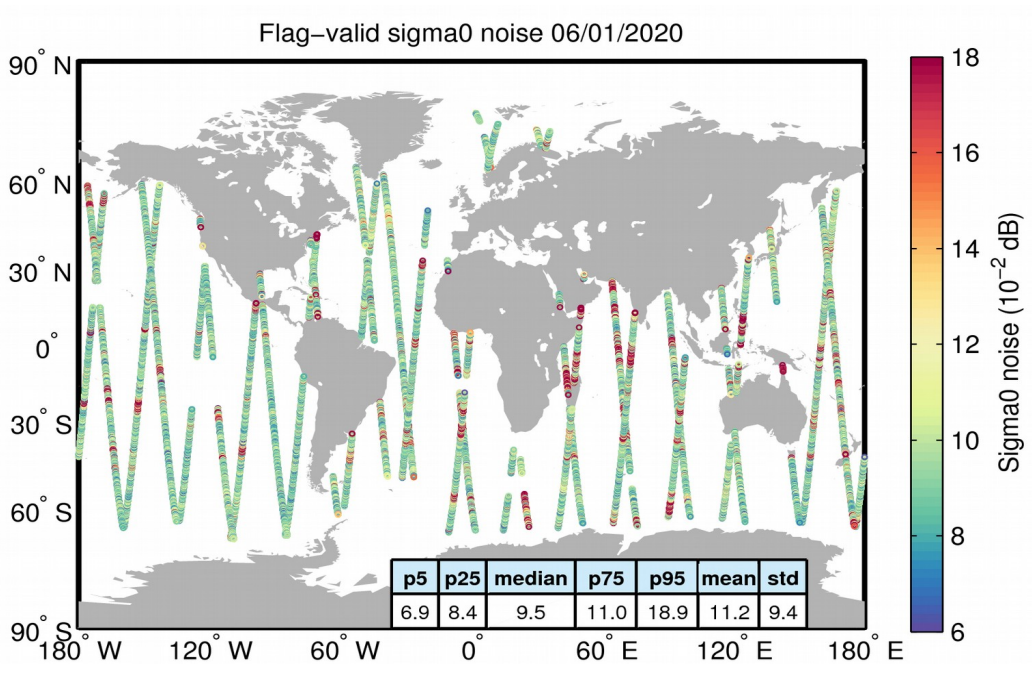 Flag−valid sigma0 noise 06/01/2020
90° N
60° N
30° N
0°
30° S
60° S
90° S
180° W
120° W
60° W
0°
60° E
120° E
180° E
p5 p25 median p75 p95 mean std
6.9 8.4 9.5 11.0 18.9 11.2 9.4
18
16
14
12
10
8
6
Sigma0 noise (10⁻² dB)